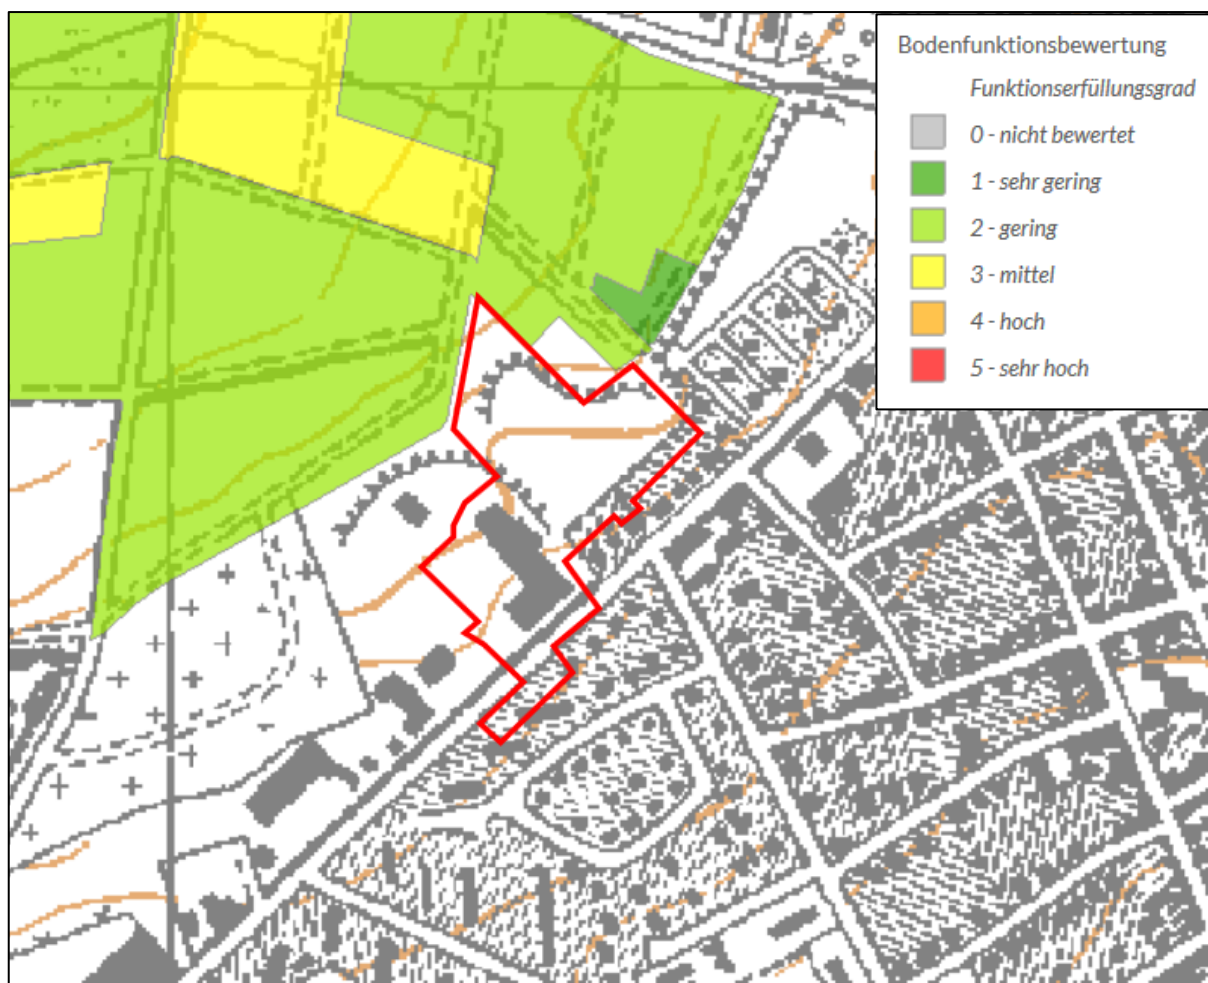 Bodenfunktionsbewertung
Funktionserfüllungsgrad
0 - nicht bewertet
1 - sehr gering
2 - gering
3 - mittel
4 - hoch
5 - sehr hoch